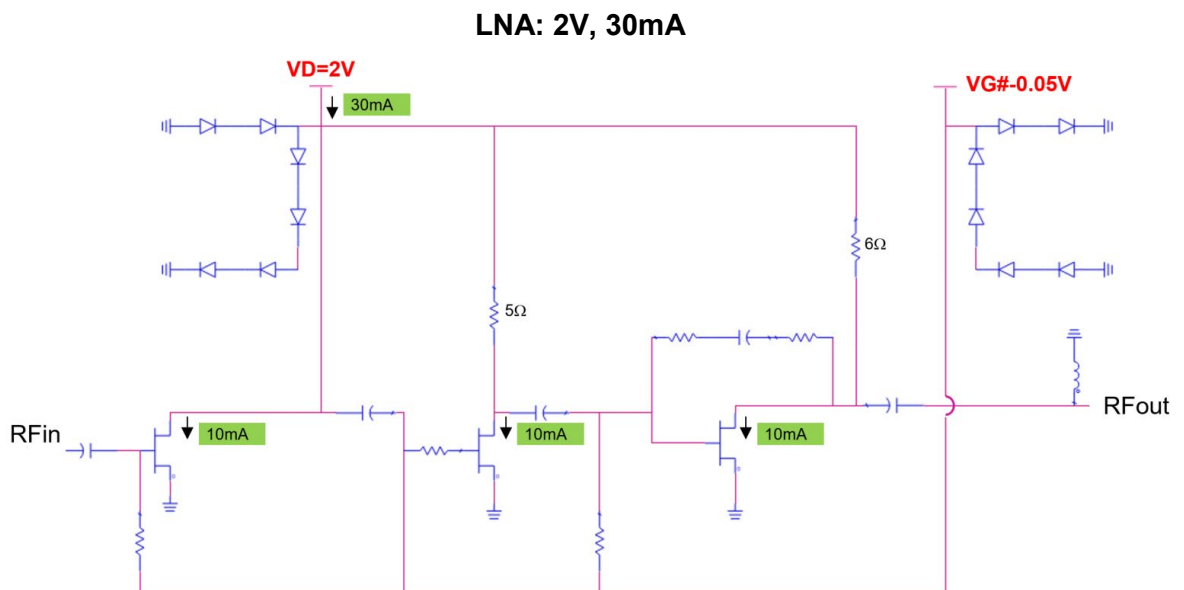 LNA: 2V, 30mA
VD=2V
VG#-0.05V
30mA
6Ω
5Ω
RFin
10mA
10mA
10mA
RFout